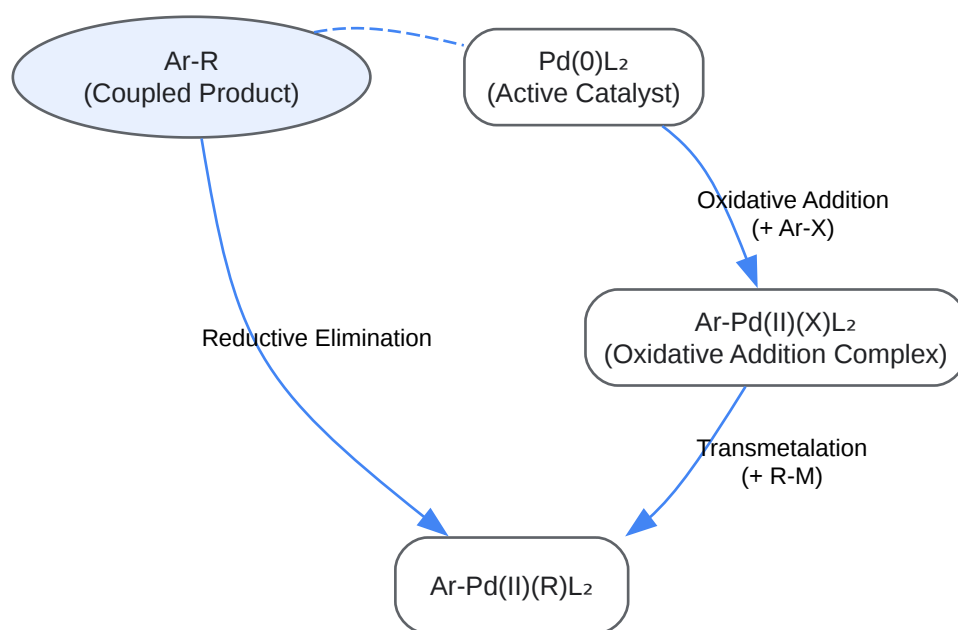 Ar-R
(Coupled Product)
Pd(0)L₂
(Active Catalyst)
Oxidative Addition
(+ Ar-X)
Ar-Pd(II)(X)L₂
(Oxidative Addition Complex)
Reductive Elimination
Transmetalation
(+ R-M)
Ar-Pd(II)(R)L₂